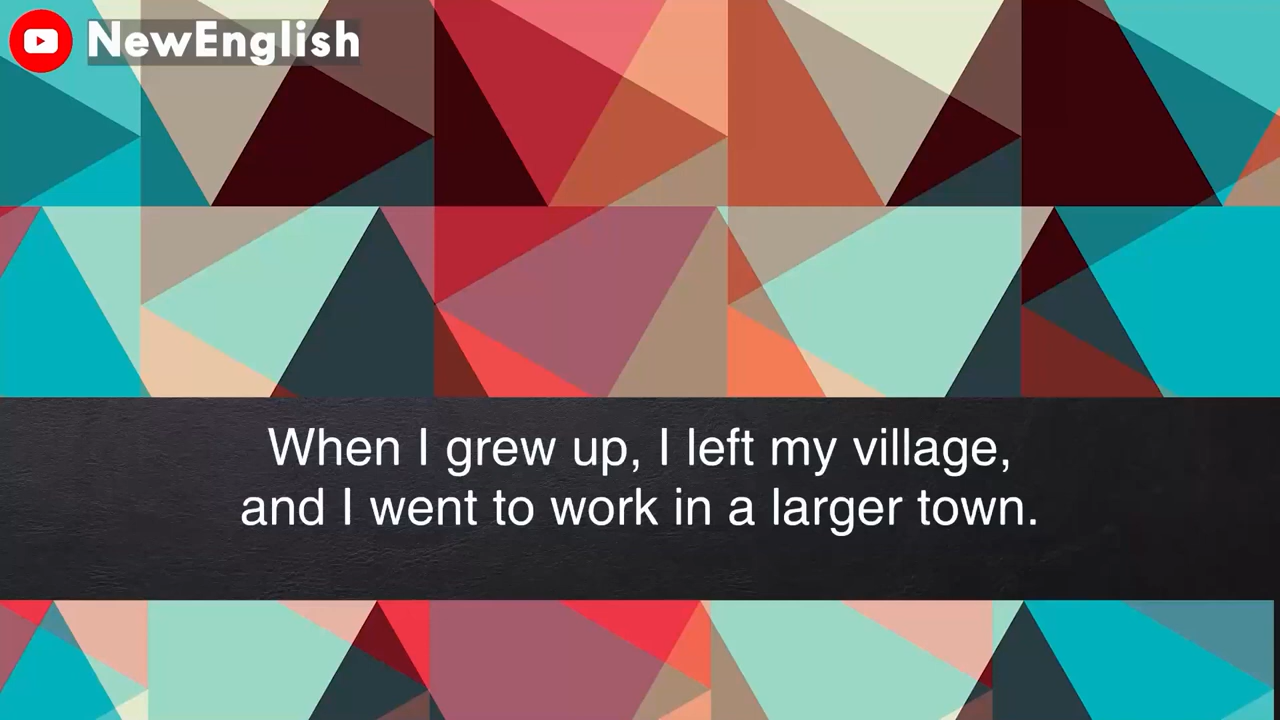 NewEnglish
When I grew up, I left my village,
and I went to work in a larger town.